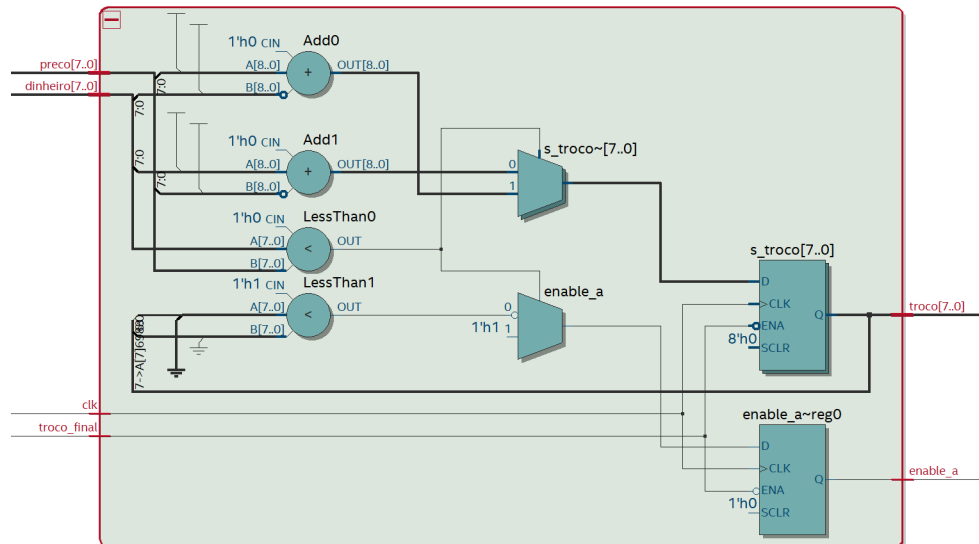 preco[7..0]
dinheiro[7..0]
clk
troco_final
1'h0 CIN
Add0
A[8..0]
B[8..0]
+
OUT[8..0]
7:0
7:0
1'h0 CIN
Add1
A[8..0]
B[8..0]
+
OUT[8..0]
7:0
7:0
1'h0 CIN
LessThan0
A[7..0]
B[7..0]
<
OUT
1'h1 CIN
LessThan1
A[7..0]
B[7..0]
<
OUT
s_troco~[7..0]
0
1
enable_a
0
1'h1
1
s_troco[7..0]
D
>CLK
ENA
8'h0
SCLR
Q
troco[7..0]
enable_a~reg0
D
>CLK
ENA
1'h0
SCLR
Q
enable_a